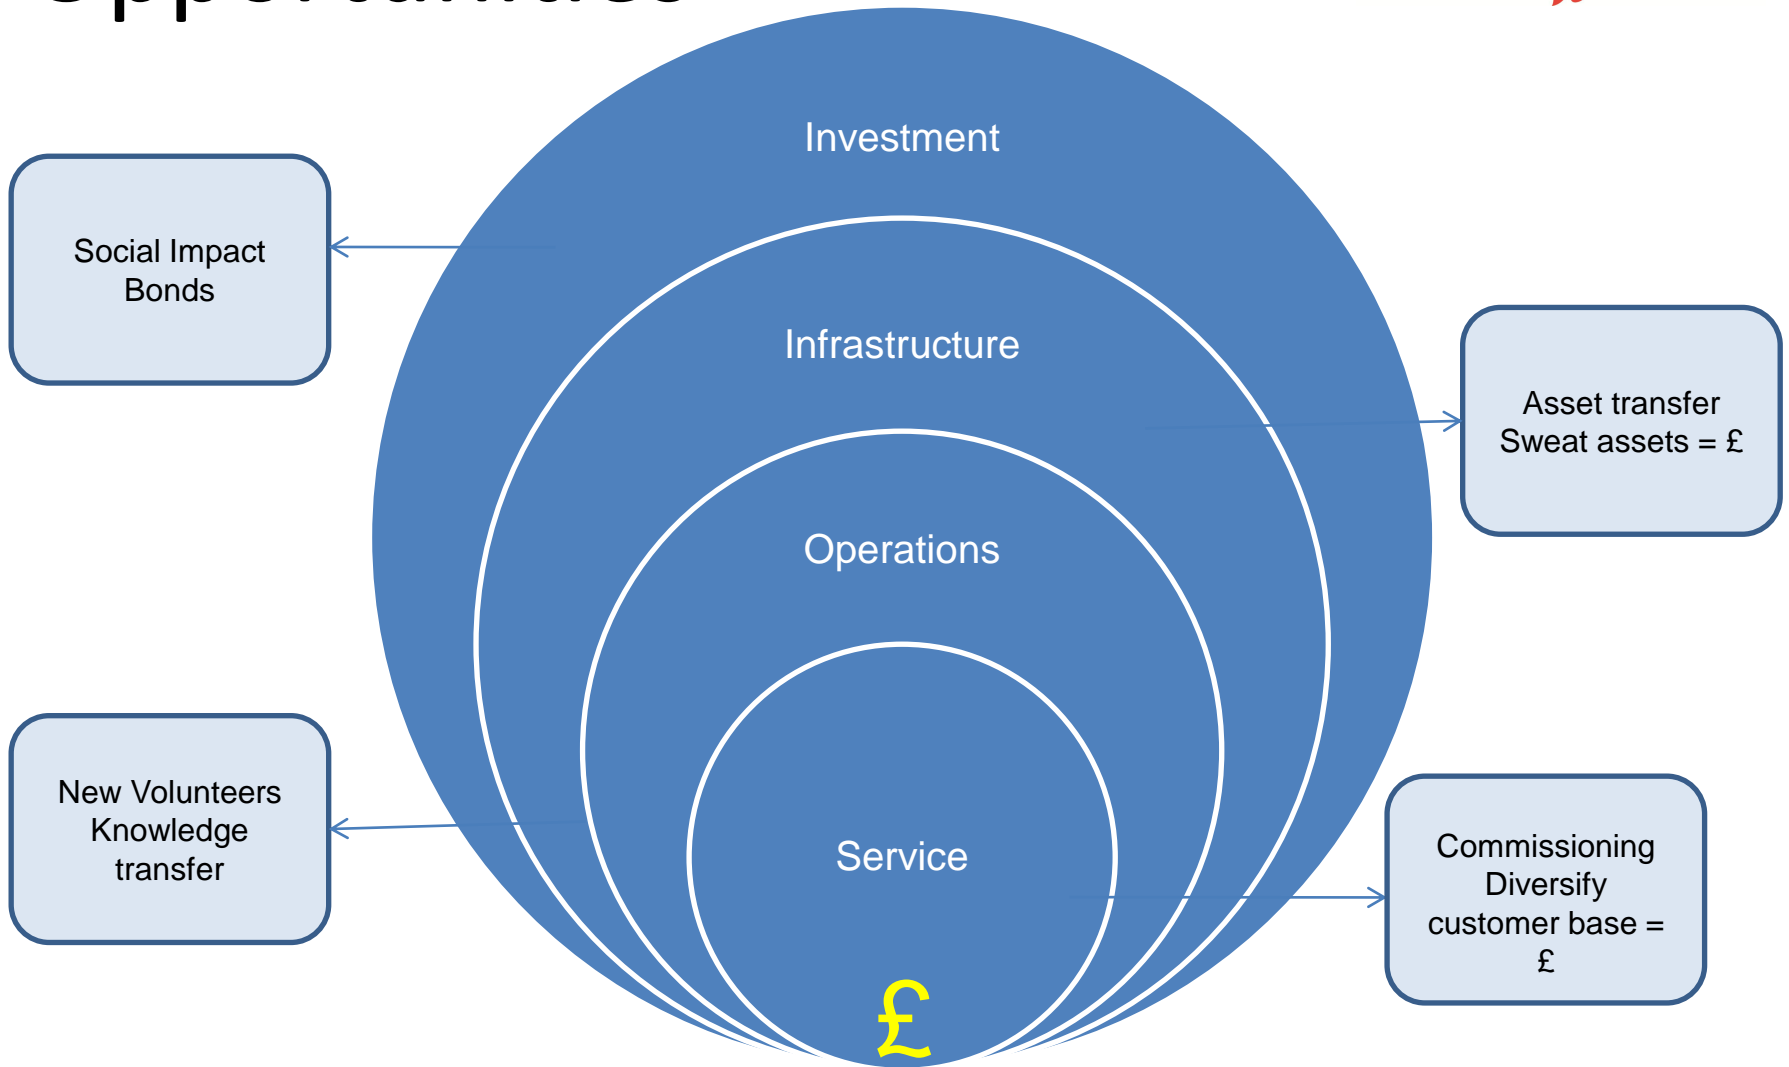 Opportunities
Investment
Social Impact
Bonds
Infrastructure
Asset transfer
Sweat assets = £
Operations
New Volunteers
Knowledge
transfer
Service
Commissioning
Diversify
customer base =
£
£